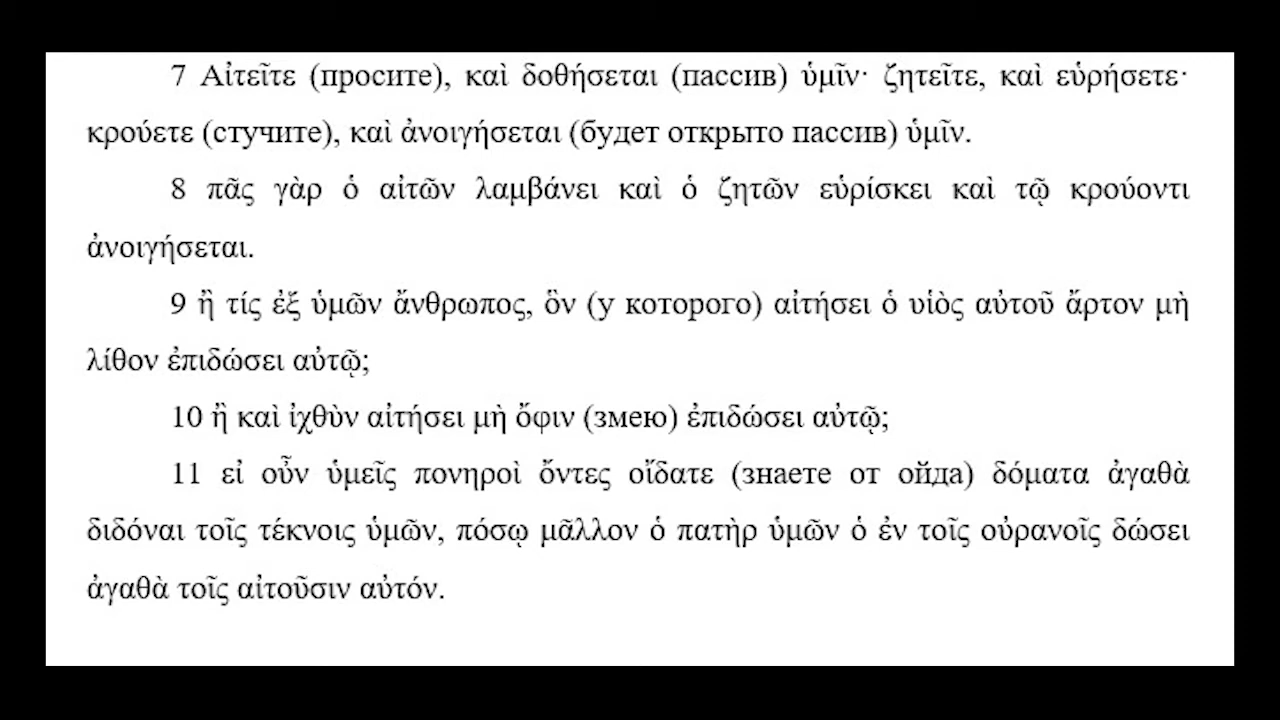 7 Αἰτεῖτε (просите), καὶ δοθήσεται (пассив) ὑμῖν· ζητεῖτε, καὶ εὑρήσετε·
κρούετε (стучите), καὶ ἀνοιγήσεται (будет открыто пассив) ὑμῖν.
8 πᾶς γὰρ ὁ αἰτῶν λαμβάνει καὶ ὁ ζητῶν εὑρίσκει καὶ τῷ κρούοντι
ἀνοιγήσεται.
9 ἢ τίς ἐξ ὑμῶν ἄνθρωπος, ὃν (у которого) αἰτήσει ὁ υἱὸς αὐτοῦ ἄρτον μὴ
λίθον ἐπιδώσει αὐτῷ;
10 ἢ καὶ ἰχθὺν αἰτήσει μὴ ὄφιν (змею) ἐπιδώσει αὐτῷ;
11 εἰ οὖν ὑμεῖς πονηροὶ ὄντες οἴδατε (знаете от ойда) δόματα ἀγαθὰ
διδόναι τοῖς τέκνοις ὑμῶν, πόσῳ μᾶλλον ὁ πατὴρ ὑμῶν ὁ ἐν τοῖς οὐρανοῖς δώσει
ἀγαθὰ τοῖς αἰτοῦσιν αὐτόν.